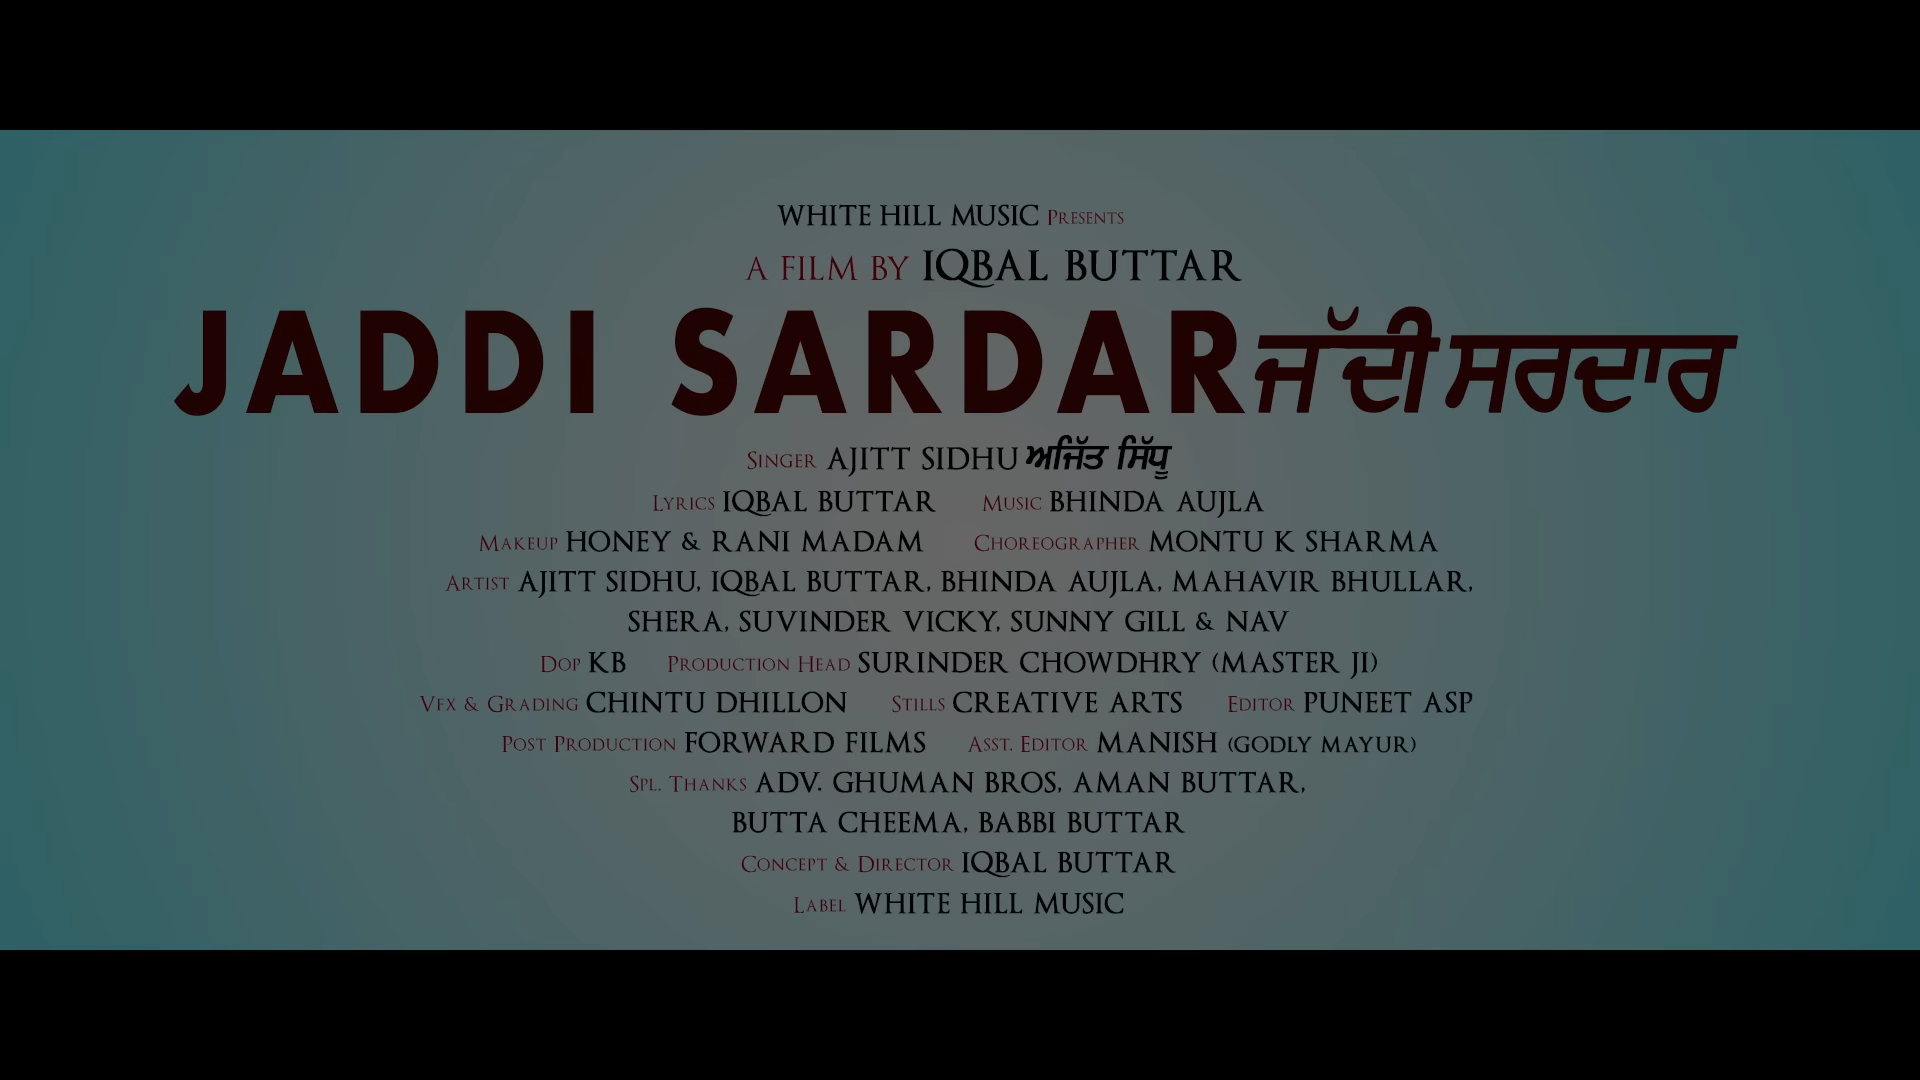 WHITE HILL MUSIC PRESENTS
A FILM BY IQBAL BUTTAR
JADDI SARDAR ਜੱਦੀ ਸਰਦਾਰ
SINGER AJITT SIDHU ਅਜਿੱਤ ਸਿੱਧੂ
LYRICS IQBAL BUTTAR MUSIC BHINDA AUJLA
MAKEUP HONEY & RANI MADAM CHOREOGRAPHER MONTU K SHARMA
ARTIST AJITT SIDHU, IQBAL BUTTAR, BHINDA AUJLA, MAHAVIR BHULLAR,
SHERA, SUVINDER VICKY, SUNNY GILL & NAV
DOP KB PRODUCTION HEAD SURINDER CHOWDHRY (MASTER JI)
VFX & GRADING CHINTU DHILLON STILLS CREATIVE ARTS EDITOR PUNEET ASP
POST PRODUCTION FORWARD FILMS ASST. EDITOR MANISH (GODLY MAYUR)
SPL. THANKS ADV. GHUMAN BROS, AMAN BUTTAR,
BUTTA CHEEMA, BABBI BUTTAR
CONCEPT & DIRECTOR IQBAL BUTTAR
LABEL WHITE HILL MUSIC